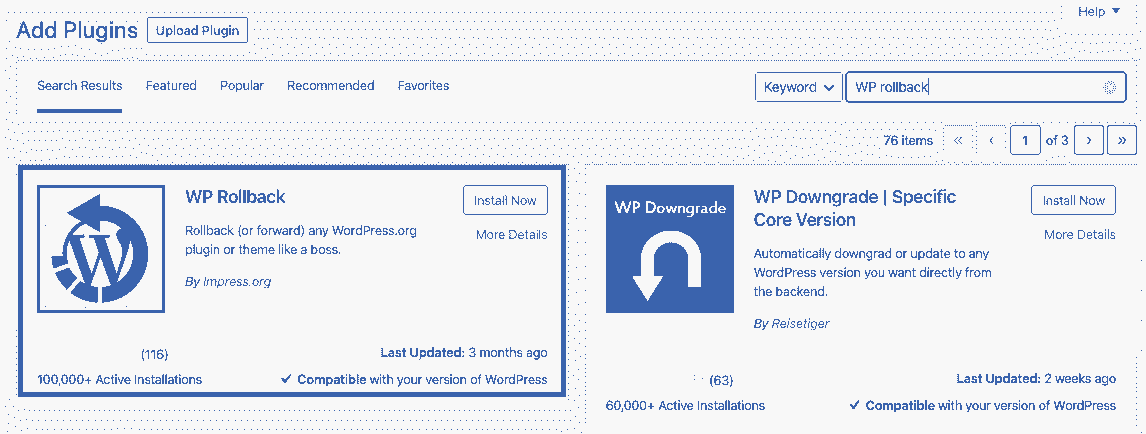 Help
Add Plugins Upload Plugin
Search Results Featured Popular Recommended Favorites Keyword WP rollback
76 items « ‹ 1 of 3 › »
WP Rollback
Install Now
Rollback (or forward) any WordPress.org
plugin or theme like a boss.
More Details
By Impress.org
(116)
Last Updated: 3 months ago
100,000+ Active Installations
Compatible with your version of WordPress
WP Downgrade
WP Downgrade | Specific
Core Version
Install Now
More Details
Automatically downgrad or update to any
WordPress version you want directly from
the backend.
By Reisetiger
(63)
Last Updated: 2 weeks ago
60,000+ Active Installations
Compatible with your version of WordPress